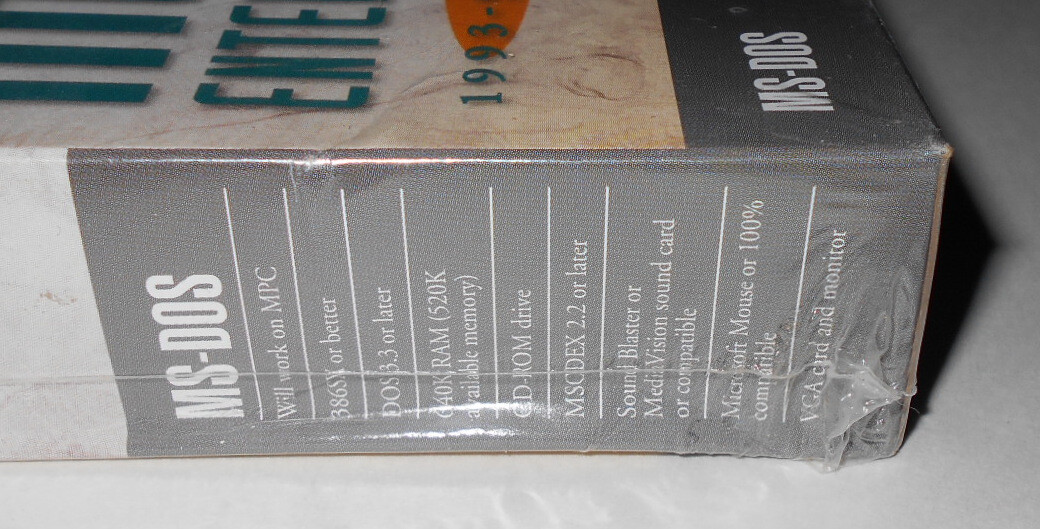 ENTE
1993-
MS-DOS
MS-DOS
Will work on MPC
386SX or better
DOS 3.3 or later
640K RAM (520K
available memory)
CD-ROM drive
MSCDEX 2.2 or later
Sound Blaster or
Media Vision sound card
or compatible
Microsoft Mouse or 100%
compatible
VGA card and monitor